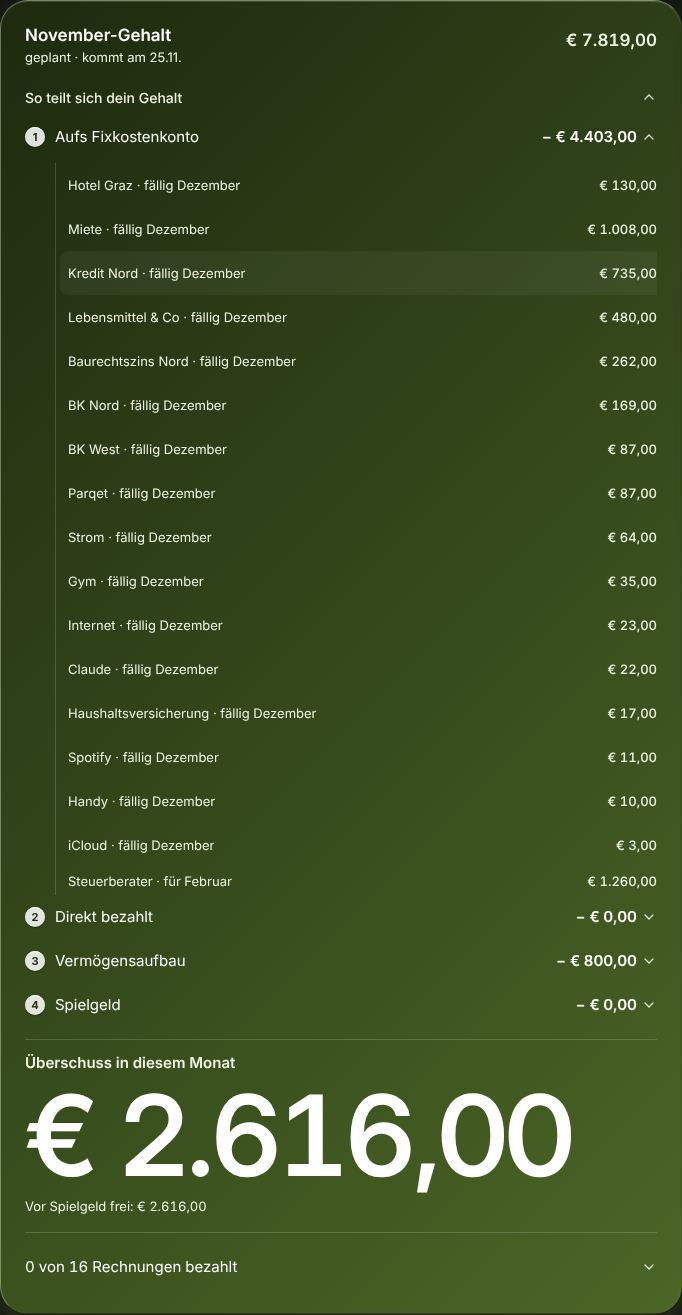 November-Gehalt € 7.819,00
geplant · kommt am 25.11.
So teilt sich dein Gehalt
1 Aufs Fixkostenkonto – € 4.403,00
Hotel Graz · fällig Dezember € 130,00
Miete · fällig Dezember € 1.008,00
Kredit Nord · fällig Dezember € 735,00
Lebensmittel & Co · fällig Dezember € 480,00
Baurechtszins Nord · fällig Dezember € 262,00
BK Nord · fällig Dezember € 169,00
BK West · fällig Dezember € 87,00
Parqet · fällig Dezember € 87,00
Strom · fällig Dezember € 64,00
Gym · fällig Dezember € 35,00
Internet · fällig Dezember € 23,00
Claude · fällig Dezember € 22,00
Haushaltsversicherung · fällig Dezember € 17,00
Spotify · fällig Dezember € 11,00
Handy · fällig Dezember € 10,00
iCloud · fällig Dezember € 3,00
Steuerberater · für Februar € 1.260,00
2 Direkt bezahlt – € 0,00
3 Vermögensaufbau – € 800,00
4 Spielgeld – € 0,00
Überschuss in diesem Monat
€ 2.616,00
Vor Spielgeld frei: € 2.616,00
0 von 16 Rechnungen bezahlt